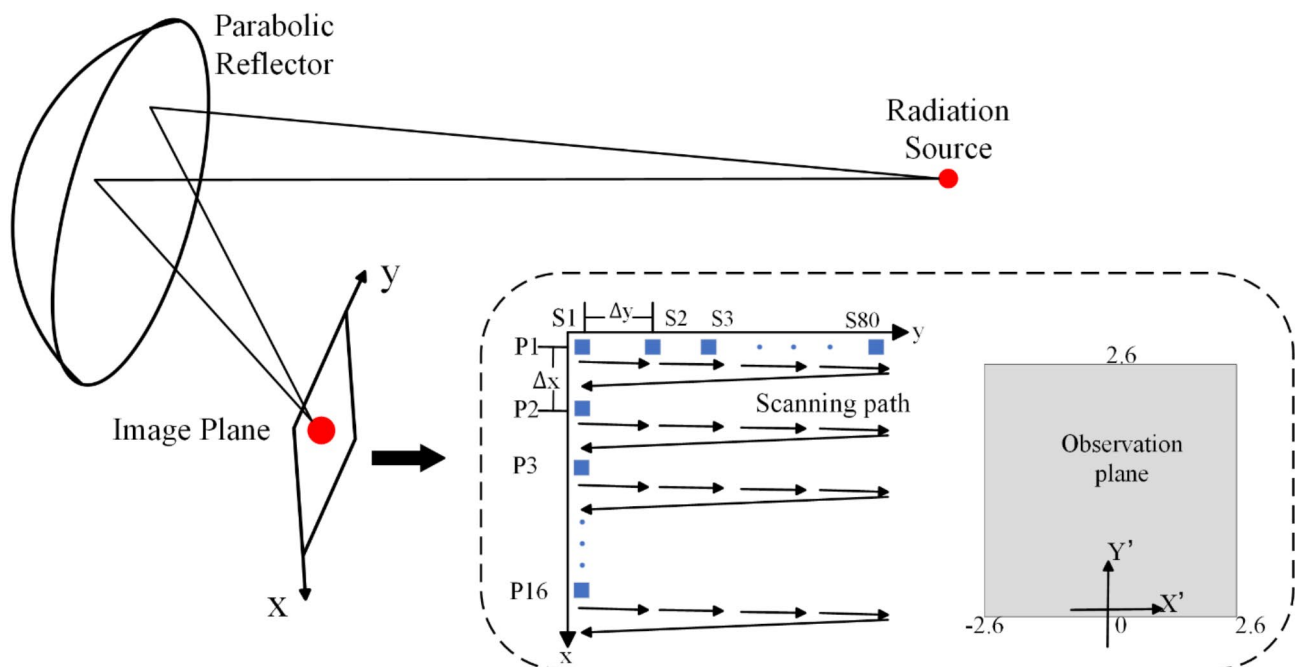 Parabolic
Reflector
Radiation
Source
y
Image Plane
x
S1
Δy
S2
S3
S80
y
P1
Δx
P2
Scanning path
P3
P16
x
2.6
Observation
plane
Y’
X’
-2.6
0
2.6